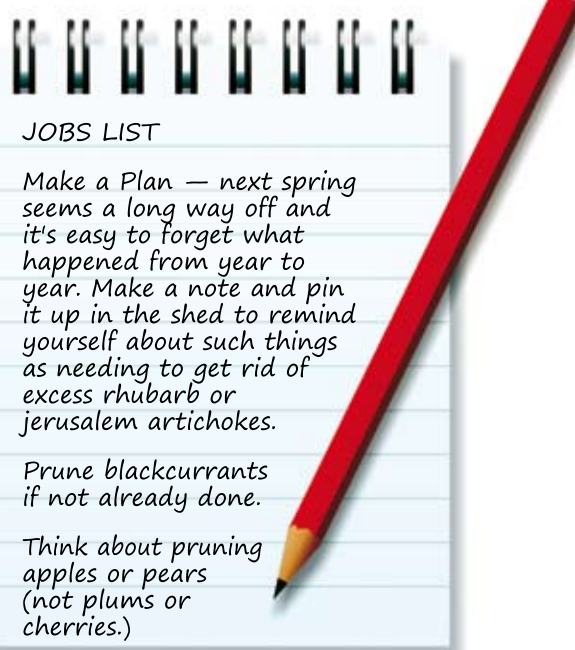 JOBS LIST
Make a Plan — next spring
seems a long way off and
it's easy to forget what
happened from year to
year. Make a note and pin
it up in the shed to remind
yourself about such things
as needing to get rid of
excess rhubarb or
jerusalem artichokes.
Prune blackcurrants
if not already done.
Think about pruning
apples or pears
(not plums or
cherries.)